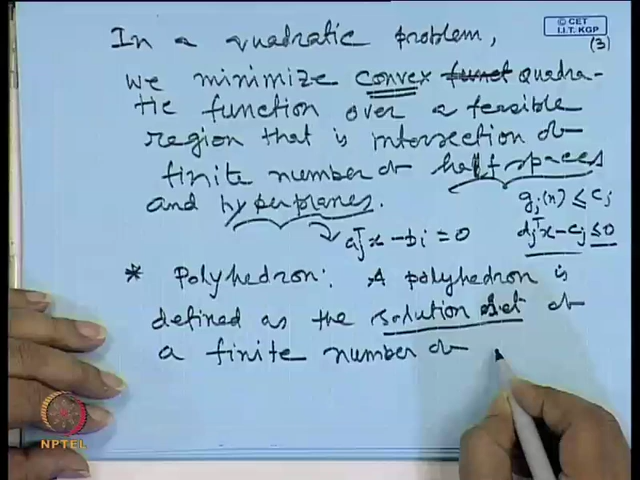 © CET
I.I.T. KGP
(3)
In a quadratic problem,
we minimize convex funct quadra-
tic function over a feasible
region that is intersection of
finite number of half spaces
and hyperplanes.
gj(x) ≤ cj
djᵀx - cj ≤ 0
ajᵀx - bi = 0
* Polyhedron: A polyhedron is
defined as the solution set of
a finite number of
NPTEL